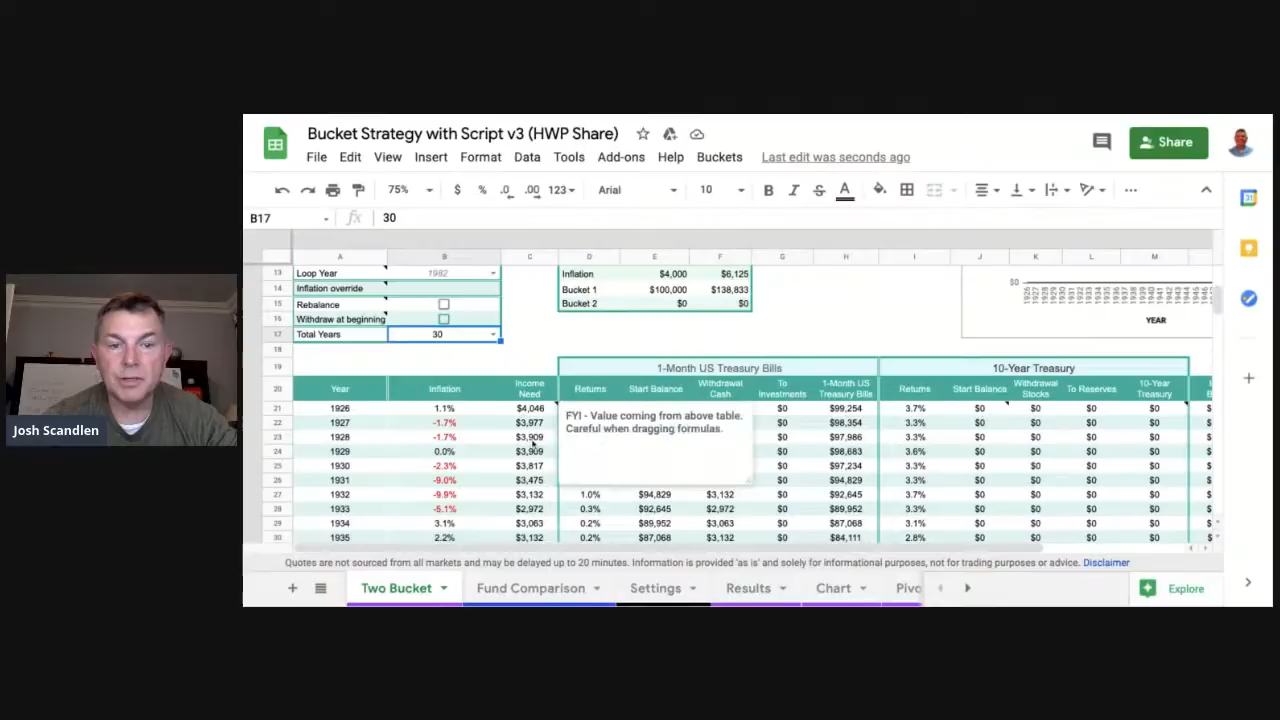 Bucket Strategy with Script v3 (HWP Share)
File Edit View Insert Format Data Tools Add-ons Help Buckets Last edit was seconds ago
Share
75% $ % .0 .00 123 Arial 10 B I S A
B17 fx 30
A B C D E F G H I J K L M
13 Loop Year 1982 Inflation $4,000 $6,125 $0
14 Inflation override Bucket 1 $100,000 $138,833
15 Rebalance Bucket 2 $0 $0
16 Withdraw at beginning
17 Total Years 30 YEAR
18
19 1-Month US Treasury Bills 10-Year Treasury
20 Year Inflation Income Need Returns Start Balance Withdrawal Cash To Investments 1-Month US Treasury Bills Returns Start Balance Withdrawal Stocks To Reserves 10-Year Treasury
21 1926 1.1% $4,046 $0 $99,254 3.7% $0 $0 $0 $0
22 1927 -1.7% $3,977 $0 $98,354 3.3% $0 $0 $0 $0
23 1928 -1.7% $3,909 $0 $97,986 3.3% $0 $0 $0 $0
24 1929 0.0% $3,909 $0 $98,683 3.6% $0 $0 $0 $0
25 1930 -2.3% $3,817 $0 $97,234 3.3% $0 $0 $0 $0
26 1931 -9.0% $3,475 $0 $94,829 3.3% $0 $0 $0 $0
27 1932 -9.9% $3,132 1.0% $94,829 $3,132 $0 $92,645 3.7% $0 $0 $0 $0
28 1933 -5.1% $2,972 0.3% $92,645 $2,972 $0 $89,952 3.3% $0 $0 $0 $0
29 1934 3.1% $3,063 0.2% $89,952 $3,063 $0 $87,068 3.1% $0 $0 $0 $0
30 1935 2.2% $3,132 0.2% $87,068 $3,132 $0 $84,111 2.8% $0 $0 $0 $0
FYI - Value coming from above table.
Careful when dragging formulas.
Josh Scandlen
Quotes are not sourced from all markets and may be delayed up to 20 minutes. Information is provided 'as is' and solely for informational purposes, not for trading purposes or advice. Disclaimer
Two Bucket Fund Comparison Settings Results Chart Pivo Explore